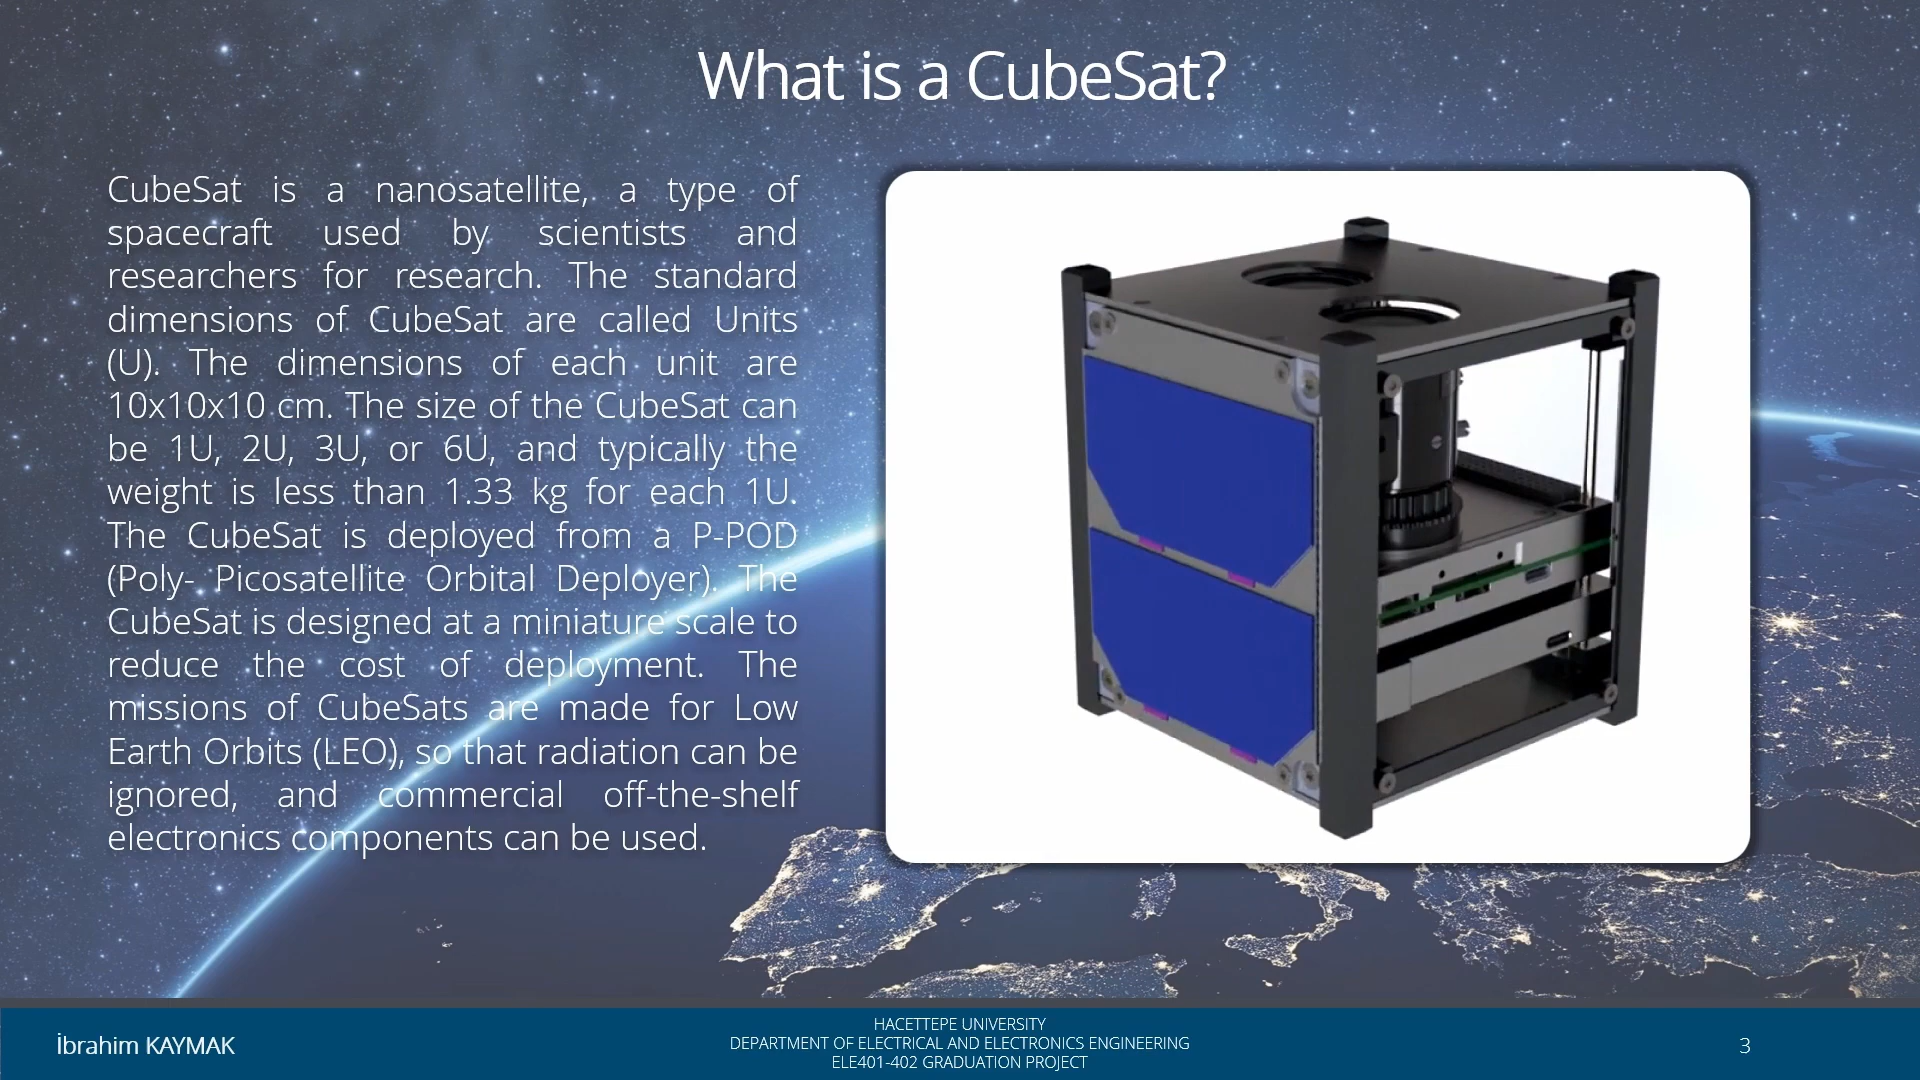 What is a CubeSat?
CubeSat is a nanosatellite, a type of
spacecraft used by scientists and
researchers for research. The standard
dimensions of CubeSat are called Units
(U). The dimensions of each unit are
10x10x10 cm. The size of the CubeSat can
be 1U, 2U, 3U, or 6U, and typically the
weight is less than 1.33 kg for each 1U.
The CubeSat is deployed from a P-POD
(Poly- Picosatellite Orbital Deployer). The
CubeSat is designed at a miniature scale to
reduce the cost of deployment. The
missions of CubeSats are made for Low
Earth Orbits (LEO), so that radiation can be
ignored, and commercial off-the-shelf
electronics components can be used.
İbrahim KAYMAK
HACETTEPE UNIVERSITY
DEPARTMENT OF ELECTRICAL AND ELECTRONICS ENGINEERING
ELE401-402 GRADUATION PROJECT
3